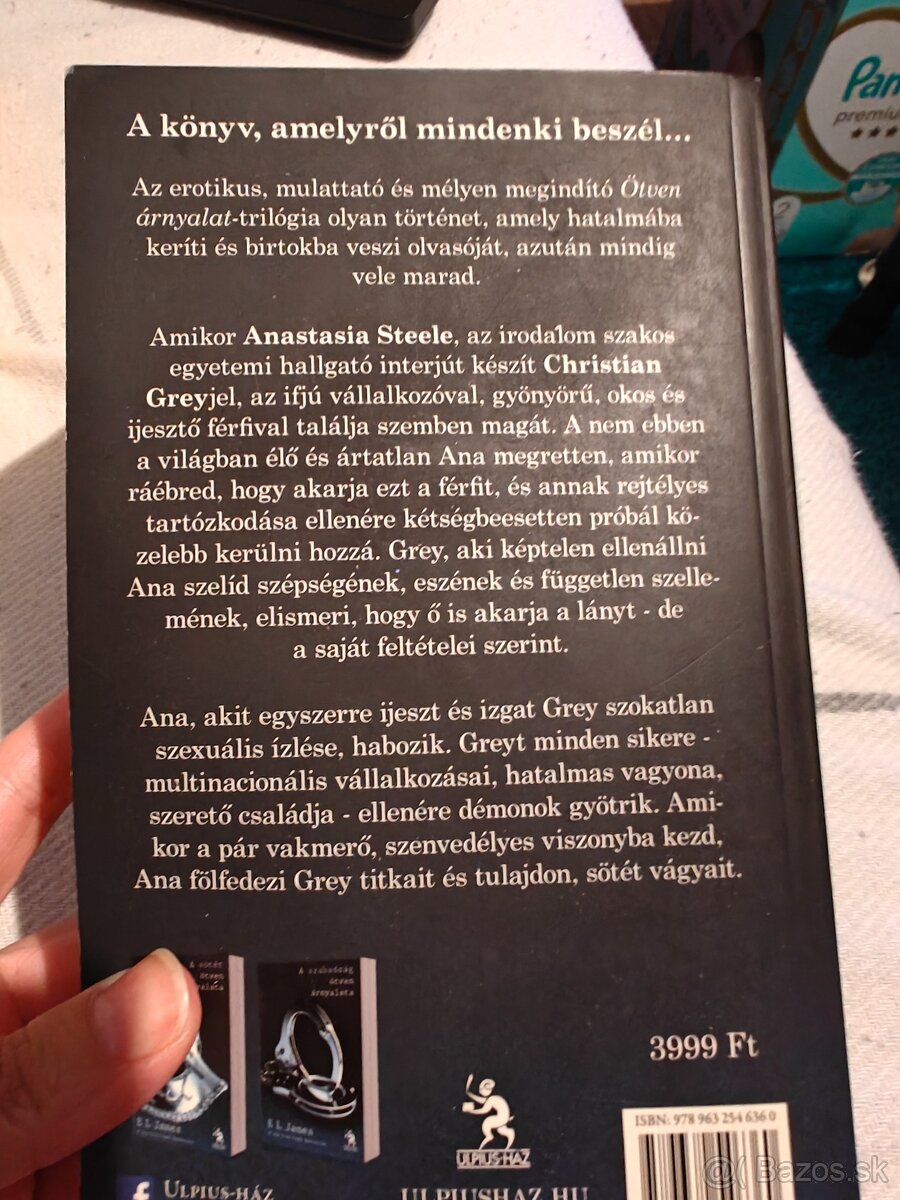 A könyv, amelyről mindenki beszél...
Az erotikus, mulattató és mélyen megindító Ötven
árnyalat-trilógia olyan történet, amely hatalmába
keríti és birtokba veszi olvasóját, azután mindig
vele marad.
Amikor Anastasia Steele, az irodalom szakos
egyetemi hallgató interjút készít Christian
Greyjel, az ifjú vállalkozóval, gyönyörű, okos és
ijesztő férfival találja szemben magát. A nem ebben
a világban élő és ártatlan Ana megretten, amikor
ráébred, hogy akarja ezt a férfit, és annak rejtélyes
tartózkodása ellenére kétségbeesetten próbál kö-
zelebb kerülni hozzá. Grey, aki képtelen ellenállni
Ana szelíd szépségének, eszének és független szelle-
mének, elismeri, hogy ő is akarja a lányt - de
a saját feltételei szerint.
Ana, akit egyszerre ijeszt és izgat Grey szokatlan
szexuális ízlése, habozik. Greyt minden sikere -
multinacionális vállalkozásai, hatalmas vagyona,
szerető családja - ellenére démonok gyötrik. Ami-
kor a pár vakmerő, szenvedélyes viszonyba kezd,
Ana fölfedezi Grey titkait és tulajdon, sötét vágyait.
A sötét
ötven
A szabadság
ötven
árnyalata
E L James
E L James
3999 Ft
ISBN: 978 963 254 636 0
ULPIUS-HÁZ
f ULPIUS-HÁZ
ULPIUSHAZ.HU
Pam
premium
@ Bazos.sk